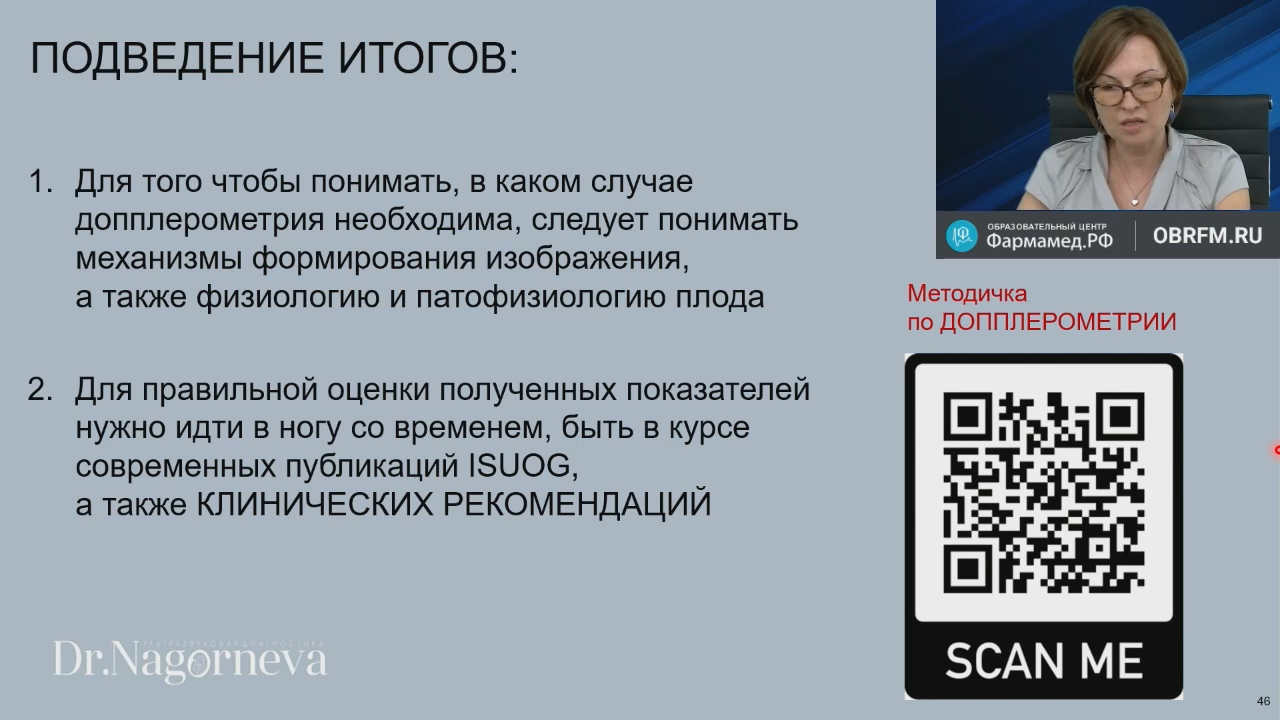 ПОДВЕДЕНИЕ ИТОГОВ:
1. Для того чтобы понимать, в каком случае
допплерометрия необходима, следует понимать
механизмы формирования изображения,
а также физиологию и патофизиологию плода
2. Для правильной оценки полученных показателей
нужно идти в ногу со временем, быть в курсе
современных публикаций ISUOG,
а также КЛИНИЧЕСКИХ РЕКОМЕНДАЦИЙ
ОБРАЗОВАТЕЛЬНЫЙ ЦЕНТР
Фармамед.РФ
OBRFM.RU
Методичка
по ДОППЛЕРОМЕТРИИ
SCAN ME
УЛЬТРАЗВУКОВАЯ ДИАГНОСТИКА
Dr.Nagorneva
46